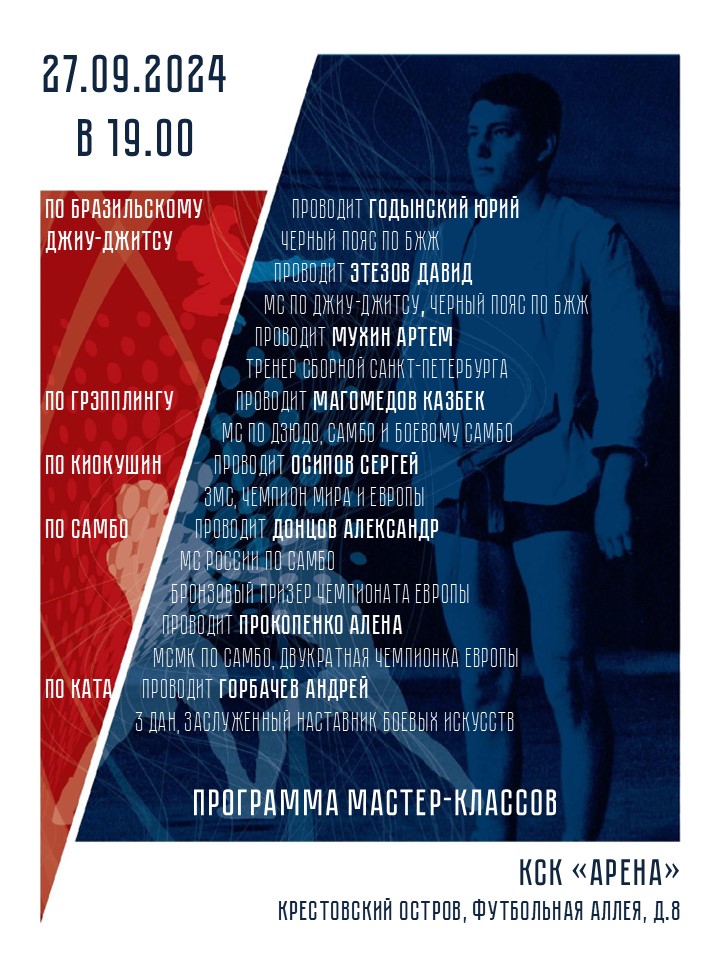 27.09.2024
В 19.00
ПО БРАЗИЛЬСКОМУ ПРОВОДИТ ГОДЫНСКИЙ ЮРИЙ
ДЖИУ-ДЖИТСУ ЧЕРНЫЙ ПОЯС ПО БЖЖ
ПРОВОДИТ ЭТЕЗОВ ДАВИД
МС ПО ДЖИУ-ДЖИТСУ, ЧЕРНЫЙ ПОЯС ПО БЖЖ
ПРОВОДИТ МУХИН АРТЕМ
ТРЕНЕР СБОРНОЙ САНКТ-ПЕТЕРБУРГА
ПО ГРЭППЛИНГУ ПРОВОДИТ МАГОМЕДОВ КАЗБЕК
МС ПО ДЗЮДО, САМБО И БОЕВОМУ САМБО
ПО КИОКУШИН ПРОВОДИТ ОСИПОВ СЕРГЕЙ
ЗМС, ЧЕМПИОН МИРА И ЕВРОПЫ
ПО САМБО ПРОВОДИТ ДОНЦОВ АЛЕКСАНДР
МС РОССИИ ПО САМБО
БРОНЗОВЫЙ ПРИЗЕР ЧЕМПИОНАТА ЕВРОПЫ
ПРОВОДИТ ПРОКОПЕНКО АЛЕНА
МСМК ПО САМБО, ДВУКРАТНАЯ ЧЕМПИОНКА ЕВРОПЫ
ПО КАТА ПРОВОДИТ ГОРБАЧЕВ АНДРЕЙ
3 ДАН, ЗАСЛУЖЕННЫЙ НАСТАВНИК БОЕВЫХ ИСКУССТВ
ПРОГРАММА МАСТЕР-КЛАССОВ
КСК «АРЕНА»
КРЕСТОВСКИЙ ОСТРОВ, ФУТБОЛЬНАЯ АЛЛЕЯ, Д.8